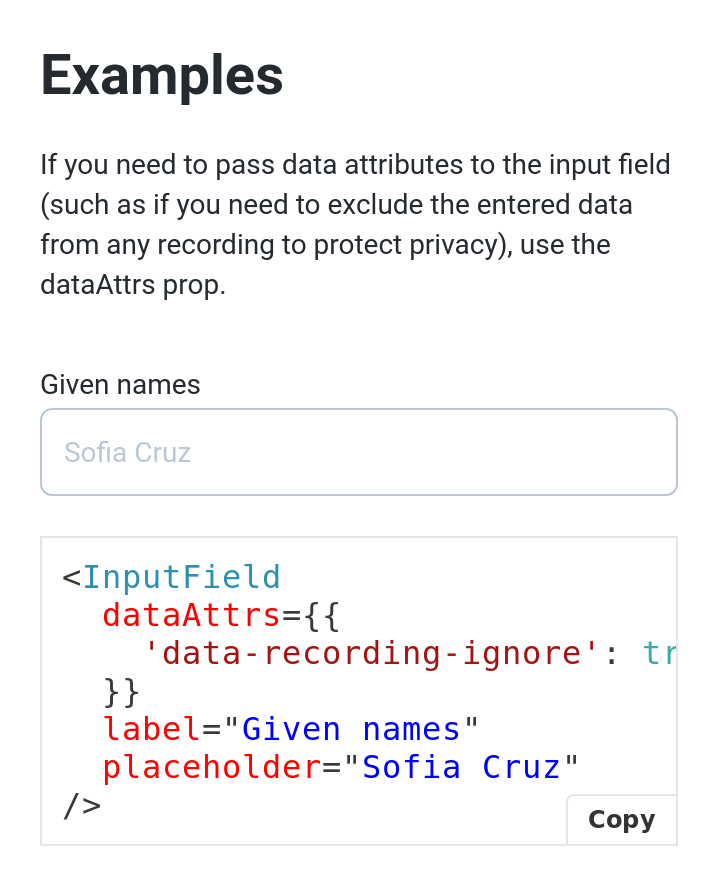 Examples
If you need to pass data attributes to the input field
(such as if you need to exclude the entered data
from any recording to protect privacy), use the
dataAttrs prop.
Given names
Sofia Cruz
<InputField
  dataAttrs={{
    'data-recording-ignore': tr
  }}
  label="Given names"
  placeholder="Sofia Cruz"
/>
Copy